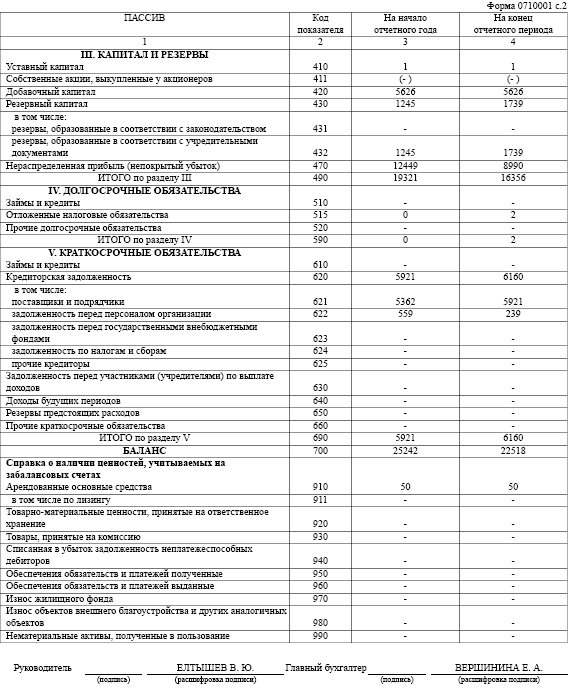 Форма 0710001 с.2
ПАССИВ Код показателя На начало отчетного года На конец отчетного периода
1 2 3 4
III. КАПИТАЛ И РЕЗЕРВЫ
Уставный капитал 410 1 1
Собственные акции, выкупленные у акционеров 411 (- ) (- )
Добавочный капитал 420 5626 5626
Резервный капитал 430 1245 1739
в том числе:
резервы, образованные в соответствии с законодательством 431 - -
резервы, образованные в соответствии с учредительными
документами 432 1245 1739
Нераспределенная прибыль (непокрытый убыток) 470 12449 8990
ИТОГО по разделу III 490 19321 16356
IV. ДОЛГОСРОЧНЫЕ ОБЯЗАТЕЛЬСТВА
Займы и кредиты 510 - -
Отложенные налоговые обязательства 515 0 2
Прочие долгосрочные обязательства 520 - -
ИТОГО по разделу IV 590 0 2
V. КРАТКОСРОЧНЫЕ ОБЯЗАТЕЛЬСТВА
Займы и кредиты 610 - -
Кредиторская задолженность 620 5921 6160
в том числе:
поставщики и подрядчики 621 5362 5921
задолженность перед персоналом организации 622 559 239
задолженность перед государственными внебюджетными
фондами 623 - -
задолженность по налогам и сборам 624 - -
прочие кредиторы 625 - -
Задолженность перед участниками (учредителями) по выплате
доходов 630 - -
Доходы будущих периодов 640 - -
Резервы предстоящих расходов 650 - -
Прочие краткосрочные обязательства 660 - -
ИТОГО по разделу V 690 5921 6160
БАЛАНС 700 25242 22518
Справка о наличии ценностей, учитываемых на
забалансовых счетах
Арендованные основные средства 910 50 50
в том числе по лизингу 911 - -
Товарно-материальные ценности, принятые на ответственное
хранение 920 - -
Товары, принятые на комиссию 930 - -
Списанная в убыток задолженность неплатежеспособных
дебиторов 940 - -
Обеспечения обязательств и платежей полученные 950 - -
Обеспечения обязательств и платежей выданные 960 - -
Износ жилищного фонда 970 - -
Износ объектов внешнего благоустройства и других аналогичных
объектов 980 - -
Нематериальные активы, полученные в пользование 990 - -
Руководитель ЕЛТЫШЕВ В. Ю. Главный бухгалтер ВЕРШИНИНА Е. А.
(подпись) (расшифровка подписи) (подпись) (расшифровка подписи)